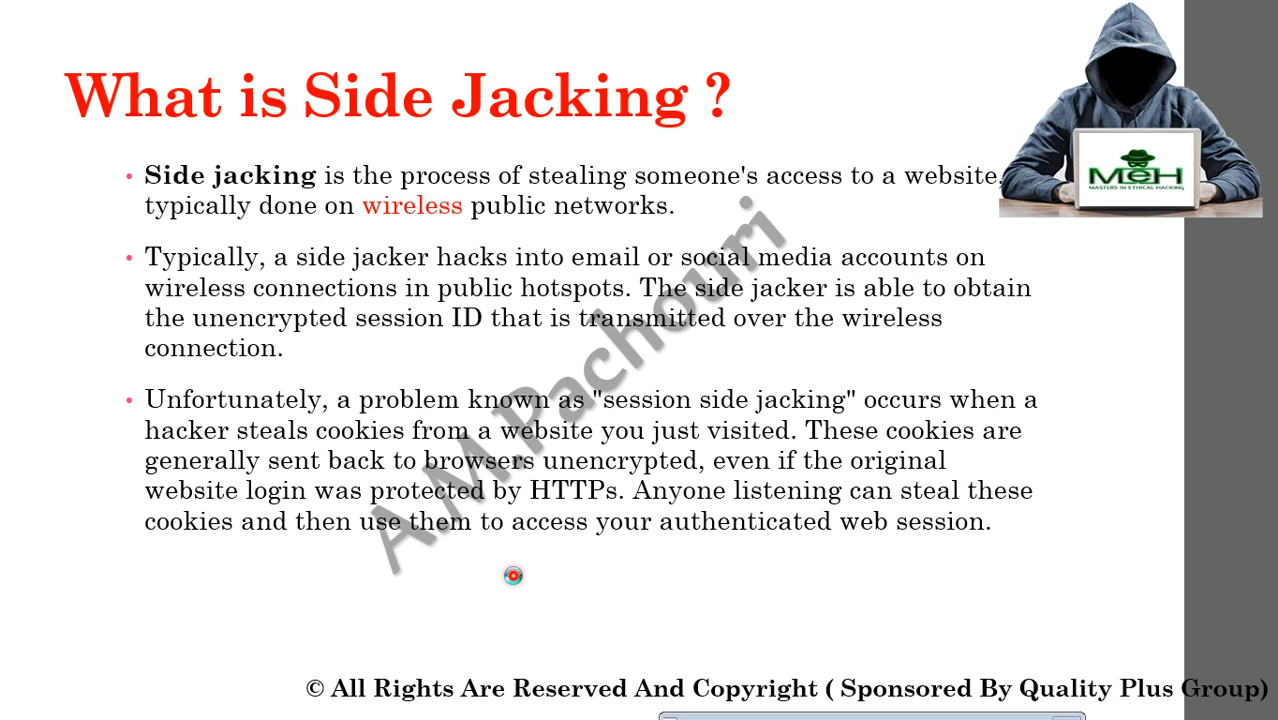 What is Side Jacking ?
• Side jacking is the process of stealing someone's access to a website,
typically done on wireless public networks.
• Typically, a side jacker hacks into email or social media accounts on
wireless connections in public hotspots. The side jacker is able to obtain
the unencrypted session ID that is transmitted over the wireless
connection.
• Unfortunately, a problem known as "session side jacking" occurs when a
hacker steals cookies from a website you just visited. These cookies are
generally sent back to browsers unencrypted, even if the original
website login was protected by HTTPs. Anyone listening can steal these
cookies and then use them to access your authenticated web session.
MeH
MASTERS IN ETHICAL HACKING
A.M.Pachouri
© All Rights Are Reserved And Copyright ( Sponsored By Quality Plus Group)